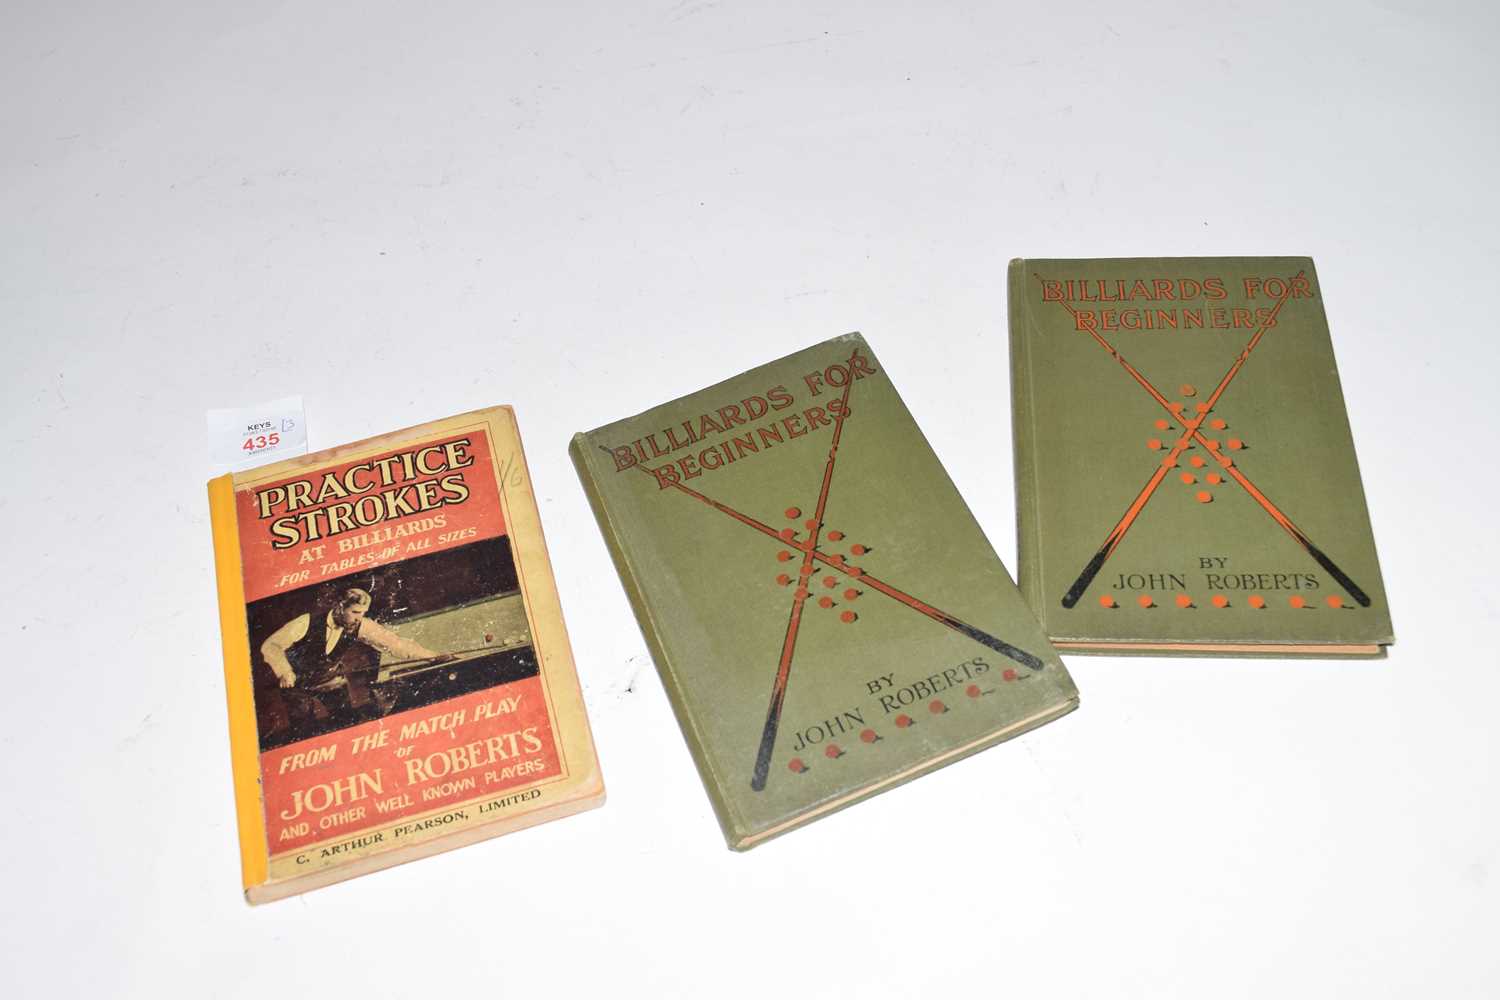 KEYS
435
PRACTICE
STROKES
AT BILLIARDS
FOR TABLES OF ALL SIZES
FROM THE MATCH PLAY
OF
JOHN ROBERTS
AND OTHER WELL KNOWN PLAYERS
C. ARTHUR PEARSON, LIMITED
BILLIARDS FOR
BEGINNERS
BY
JOHN ROBERTS
BILLIARDS FOR
BEGINNERS
BY
JOHN ROBERTS